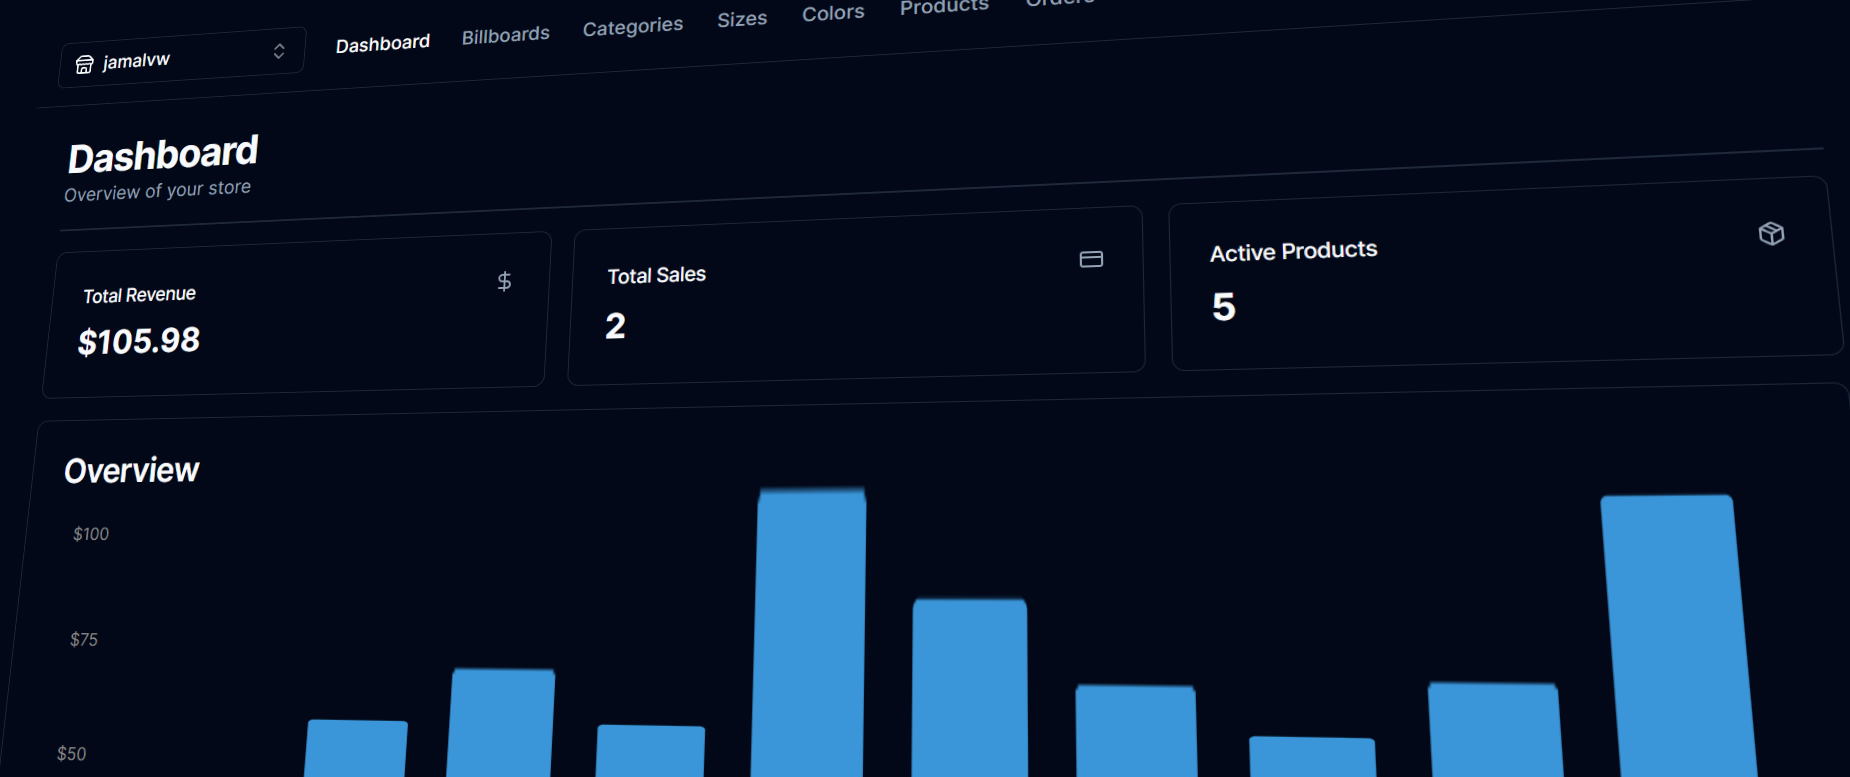 jamalvw
Dashboard Billboards Categories Sizes Colors Products Orders
Dashboard
Overview of your store
Total Revenue
$105.98
Total Sales
2
Active Products
5
Overview
$100
$75
$50